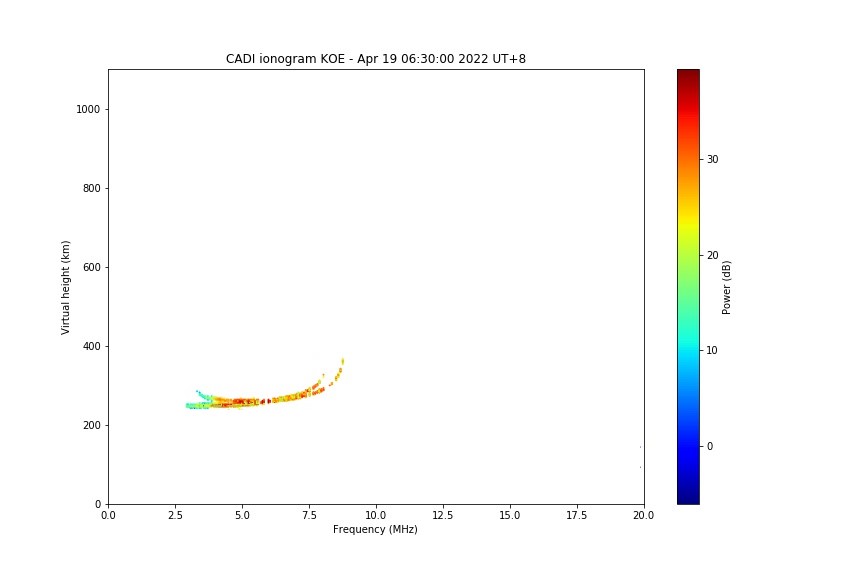 CADI ionogram KOE - Apr 19 06:30:00 2022 UT+8
1000
800
600
400
200
0
Virtual height (km)
0.0 2.5 5.0 7.5 10.0 12.5 15.0 17.5 20.0
Frequency (MHz)
30
20
10
0
Power (dB)